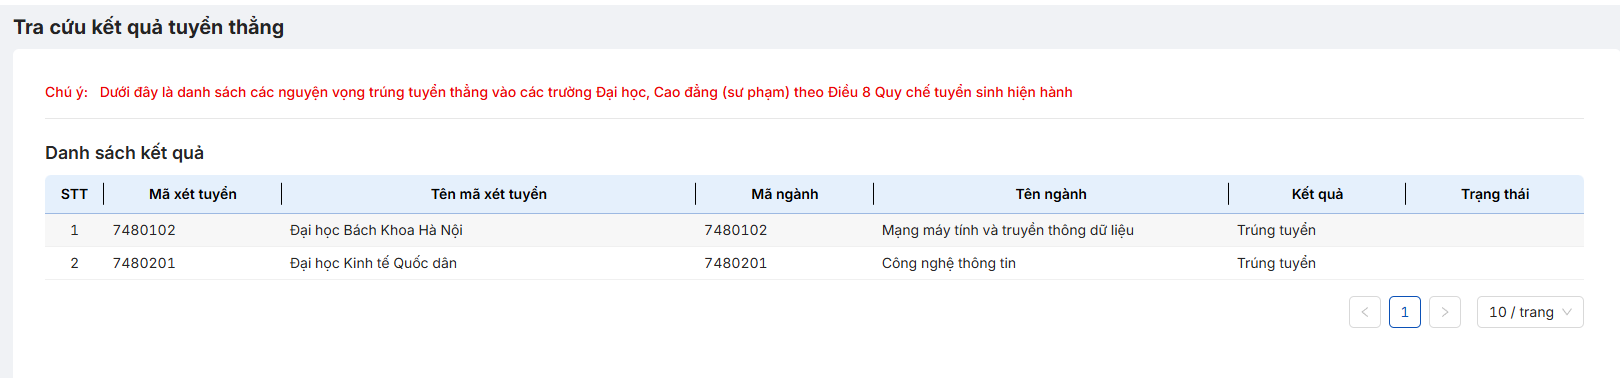 Tra cứu kết quả tuyển thẳng
Chú ý: Dưới đây là danh sách các nguyện vọng trúng tuyển thẳng vào các trường Đại học, Cao đẳng (sư phạm) theo Điều 8 Quy chế tuyển sinh hiện hành
Danh sách kết quả
STT Mã xét tuyển Tên mã xét tuyển Mã ngành Tên ngành Kết quả Trạng thái
1 7480102 Đại học Bách Khoa Hà Nội 7480102 Mạng máy tính và truyền thông dữ liệu Trúng tuyển
2 7480201 Đại học Kinh tế Quốc dân 7480201 Công nghệ thông tin Trúng tuyển
< 1 > 10 / trang